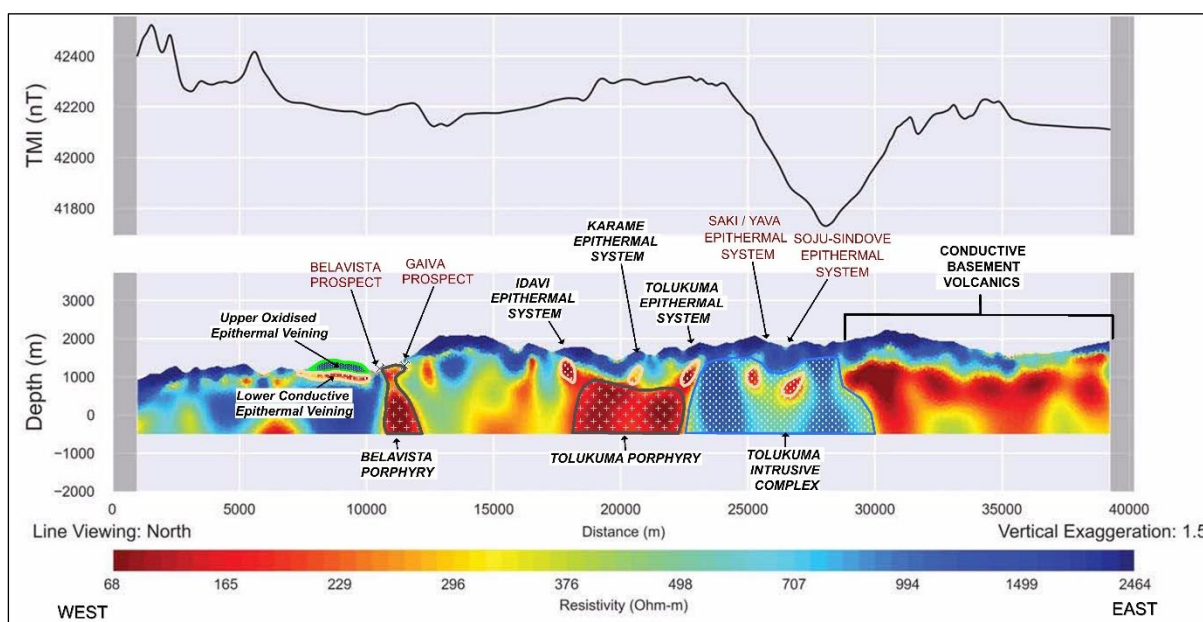 42400
42200
42000
41800
TMI (nT)
KARAME
EPITHERMAL
SYSTEM
SAKI / YAVA
EPITHERMAL
SYSTEM
SOJU-SINDOVE
EPITHERMAL
SYSTEM
CONDUCTIVE
BASEMENT
VOLCANICS
BELAVISTA
PROSPECT
GAIVA
PROSPECT
IDAVI
EPITHERMAL
SYSTEM
TOLUKUMA
EPITHERMAL
SYSTEM
Upper Oxidised
Epithermal Veining
Lower Conductive
Epithermal Veining
3000
2000
1000
0
−1000
−2000
Depth (m)
BELAVISTA
PORPHYRY
TOLUKUMA PORPHYRY
TOLUKUMA
INTRUSIVE
COMPLEX
0 5000 10000 15000 20000 25000 30000 35000 40000
Line Viewing: North
Distance (m)
Vertical Exaggeration: 1.5
68 165 229 296 376 498 707 994 1499 2464
Resistivity (Ohm-m)
WEST
EAST